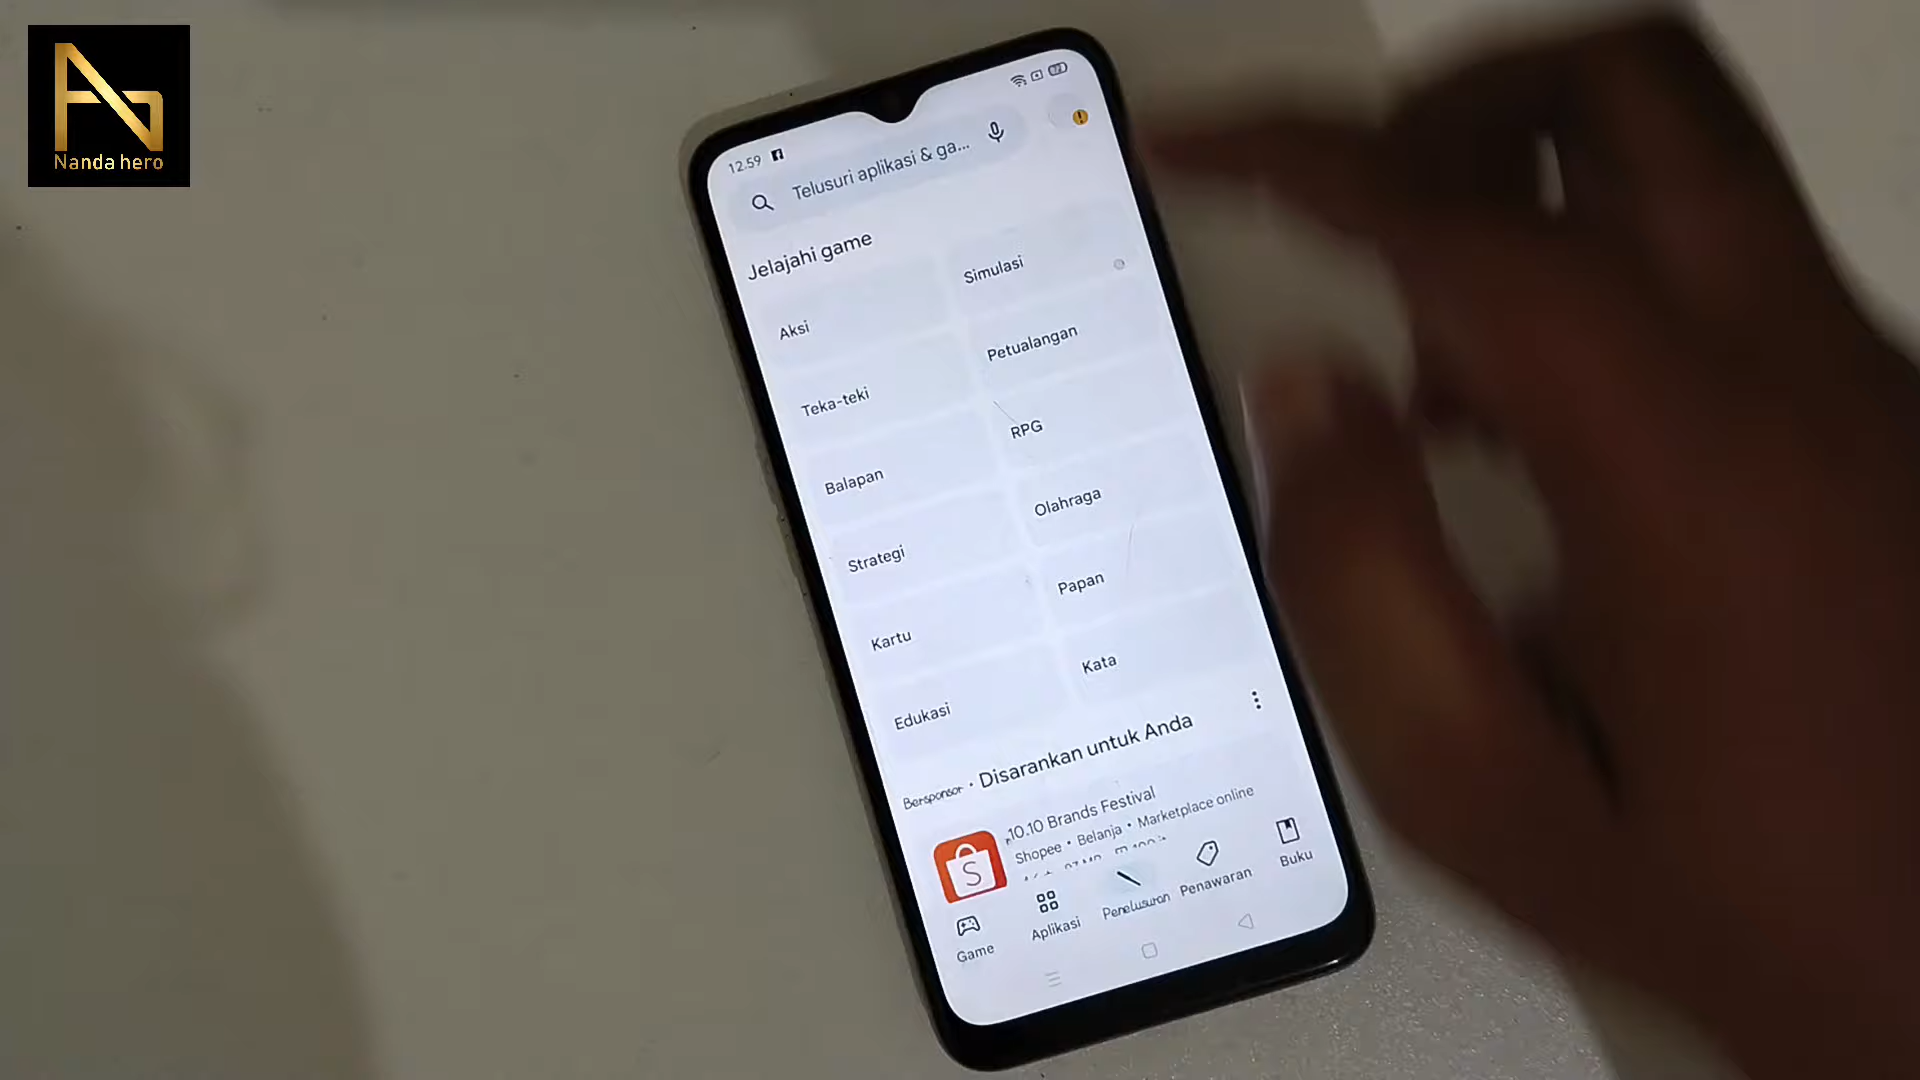 Nanda hero
12.59
Telusuri aplikasi & ga...
Jelajahi game
Aksi
Simulasi
Teka-teki
Petualangan
Balapan
RPG
Strategi
Olahraga
Kartu
Papan
Edukasi
Kata
Bersponsor • Disarankan untuk Anda
10.10 Brands Festival
Shopee • Belanja • Marketplace online
Game
Aplikasi
Penelusuran
Penawaran
Buku